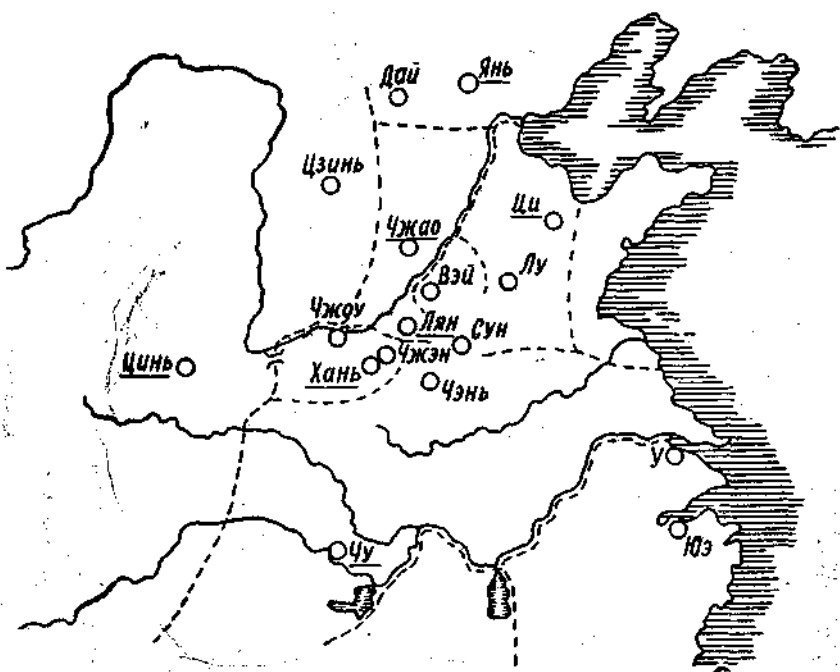 Дай
Янь
Цзинь
Чжао
Ци
Вэй
Лу
Чжоу
Лян
Сун
Цинь
Хань
Чжэн
Чэнь
У
Чу
Юэ